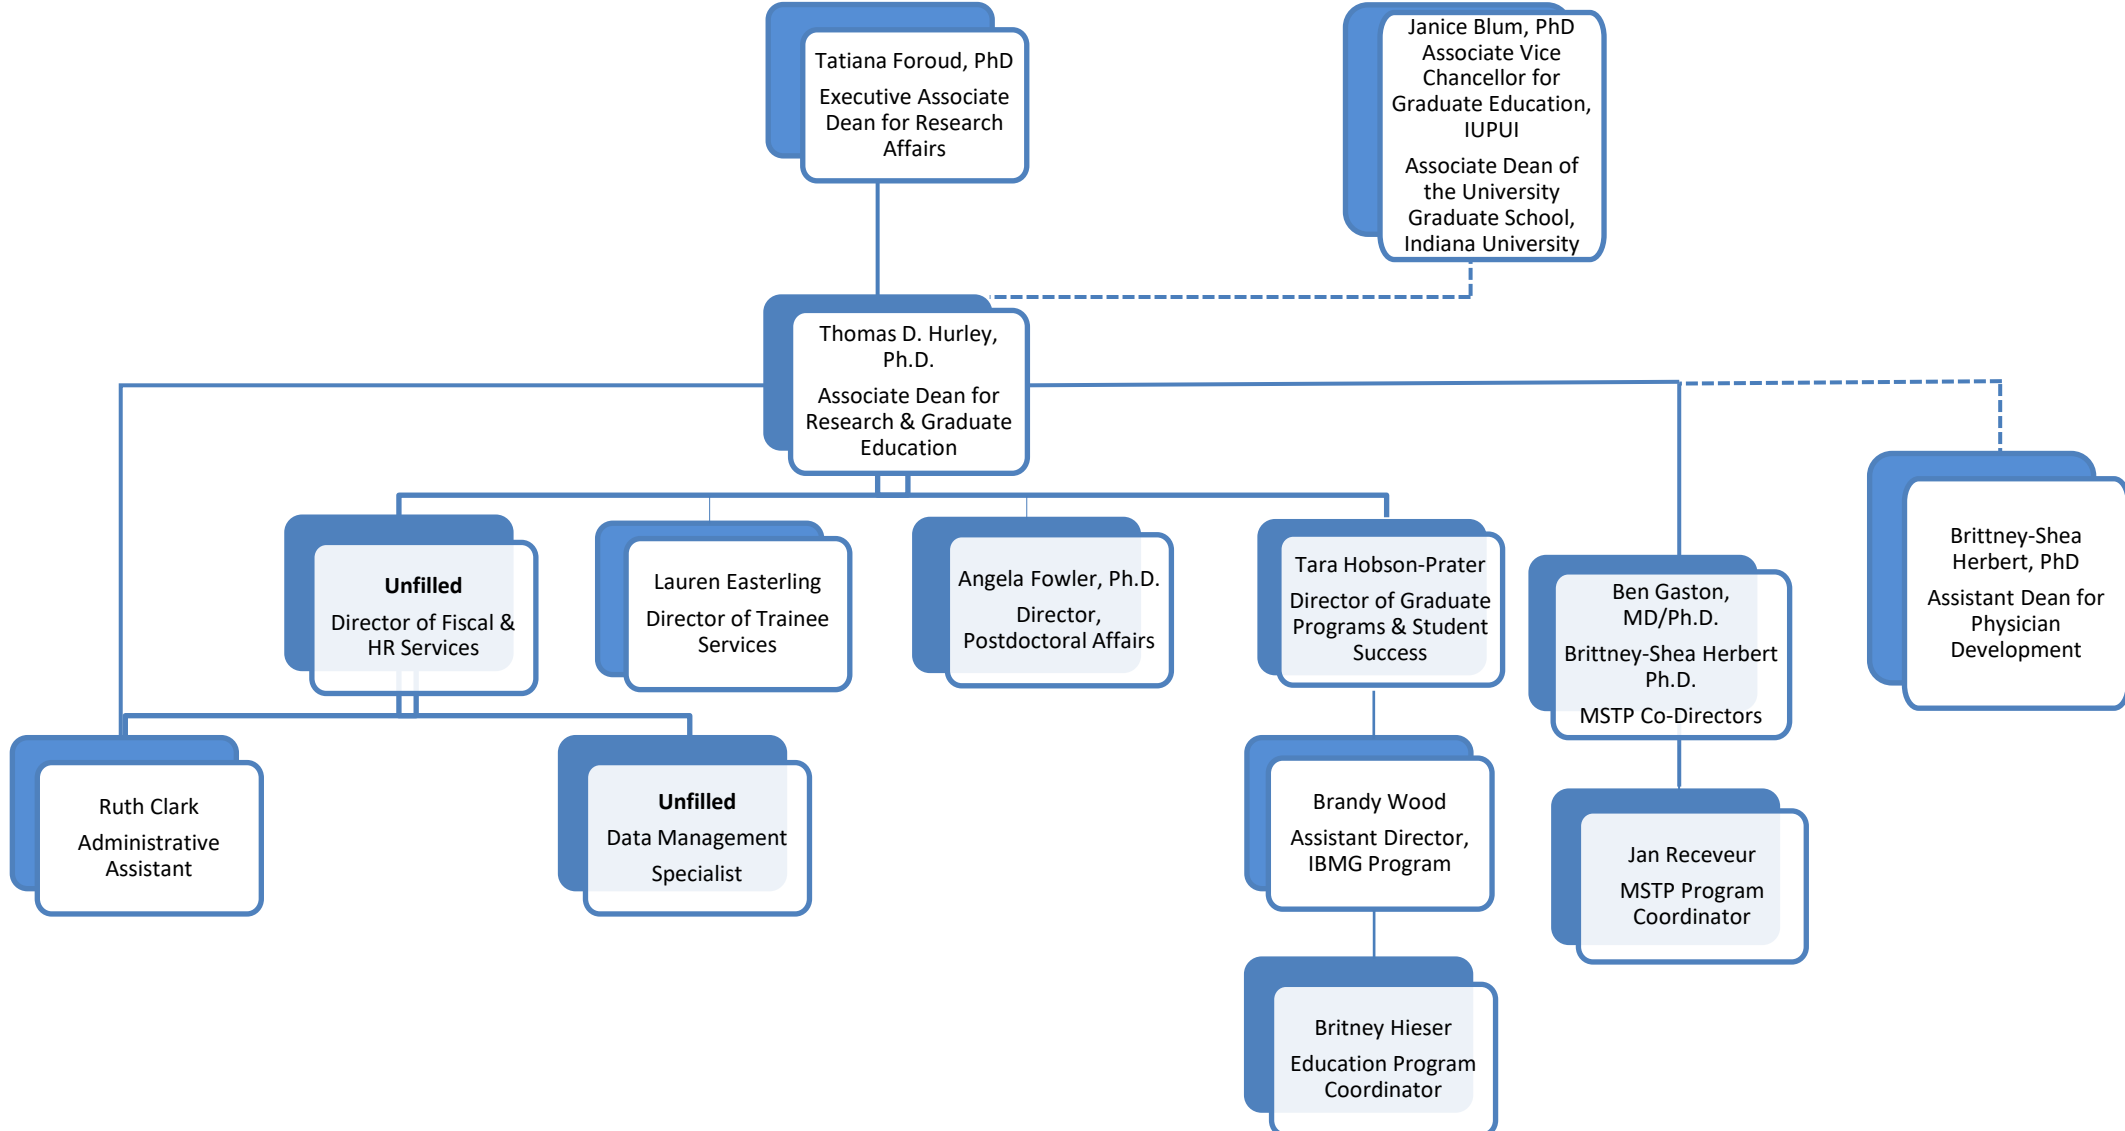 Tatiana Foroud, PhD
Executive Associate
Dean for Research
Affairs
Janice Blum, PhD
Associate Vice
Chancellor for
Graduate Education,
IUPUI
Associate Dean of
the University
Graduate School,
Indiana University
Thomas D. Hurley,
Ph.D.
Associate Dean for
Research & Graduate
Education
Unfilled
Director of Fiscal &
HR Services
Lauren Easterling
Director of Trainee
Services
Angela Fowler, Ph.D.
Director,
Postdoctoral Affairs
Tara Hobson-Prater
Director of Graduate
Programs & Student
Success
Ben Gaston,
MD/Ph.D.
Brittney-Shea Herbert
Ph.D.
MSTP Co-Directors
Brittney-Shea
Herbert, PhD
Assistant Dean for
Physician
Development
Ruth Clark
Administrative
Assistant
Unfilled
Data Management
Specialist
Brandy Wood
Assistant Director,
IBMG Program
Jan Receveur
MSTP Program
Coordinator
Britney Hieser
Education Program
Coordinator